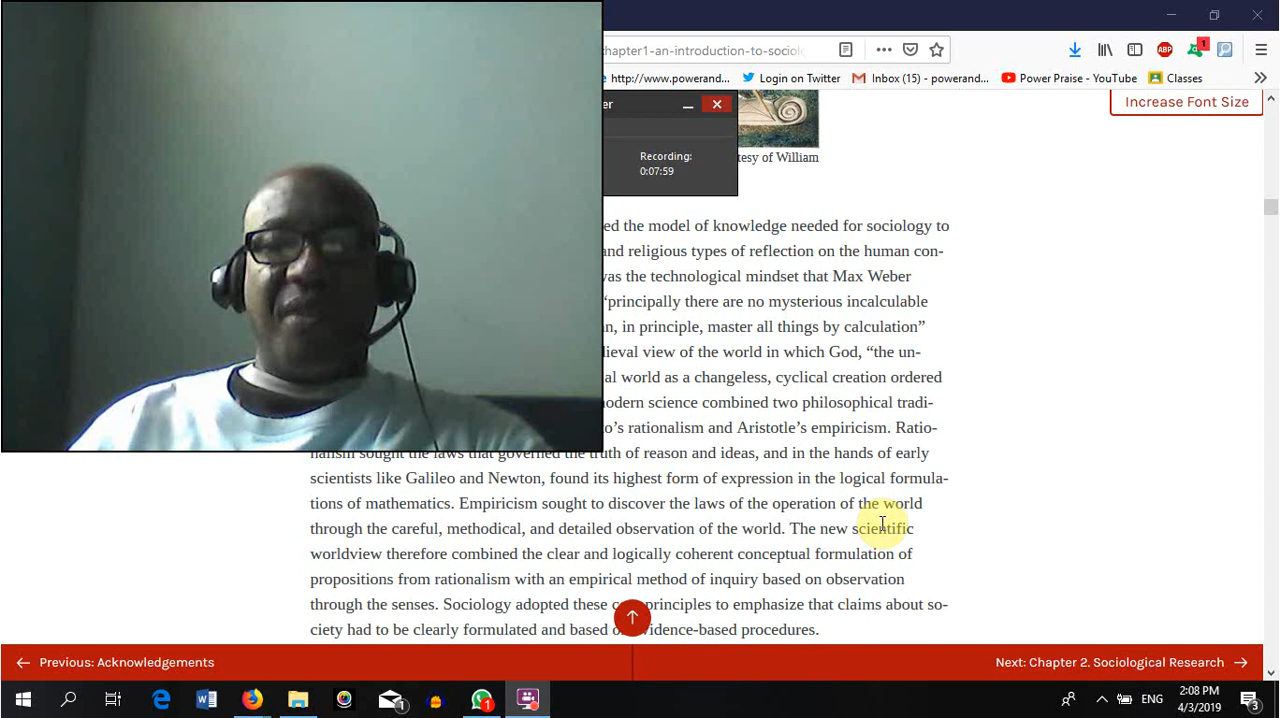 chapter1-an-introduction-to-sociol
http://www.powerand...
Login on Twitter
Inbox (15) - powerand...
Power Praise - YouTube
Classes
ABP
1
Increase Font Size
er
Recording:
0:07:59
tesy of William
ed the model of knowledge needed for sociology to
and religious types of reflection on the human con-
was the technological mindset that Max Weber
“principally there are no mysterious incalculable
an, in principle, master all things by calculation”
dieval view of the world in which God, “the un-
al world as a changeless, cyclical creation ordered
modern science combined two philosophical tradi-
to’s rationalism and Aristotle’s empiricism. Ratio-
nalism sought the laws that governed the truth of reason and ideas, and in the hands of early
scientists like Galileo and Newton, found its highest form of expression in the logical formula-
tions of mathematics. Empiricism sought to discover the laws of the operation of the world
through the careful, methodical, and detailed observation of the world. The new scientific
worldview therefore combined the clear and logically coherent conceptual formulation of
propositions from rationalism with an empirical method of inquiry based on observation
through the senses. Sociology adopted these principles to emphasize that claims about so-
ciety had to be clearly formulated and based evidence-based procedures.
Previous: Acknowledgements
Next: Chapter 2. Sociological Research
1
1
ENG
2:08 PM
4/3/2019
3